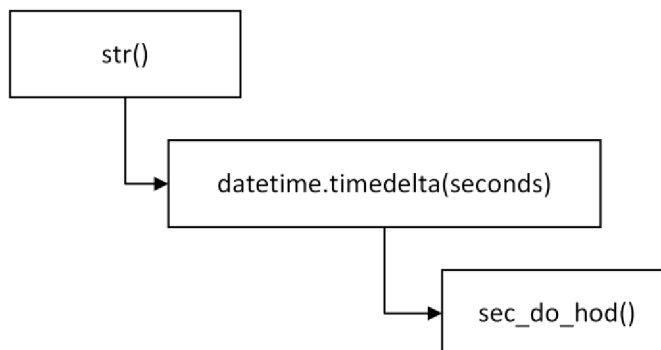 str()
datetime.timedelta(seconds)
sec_do_hod()